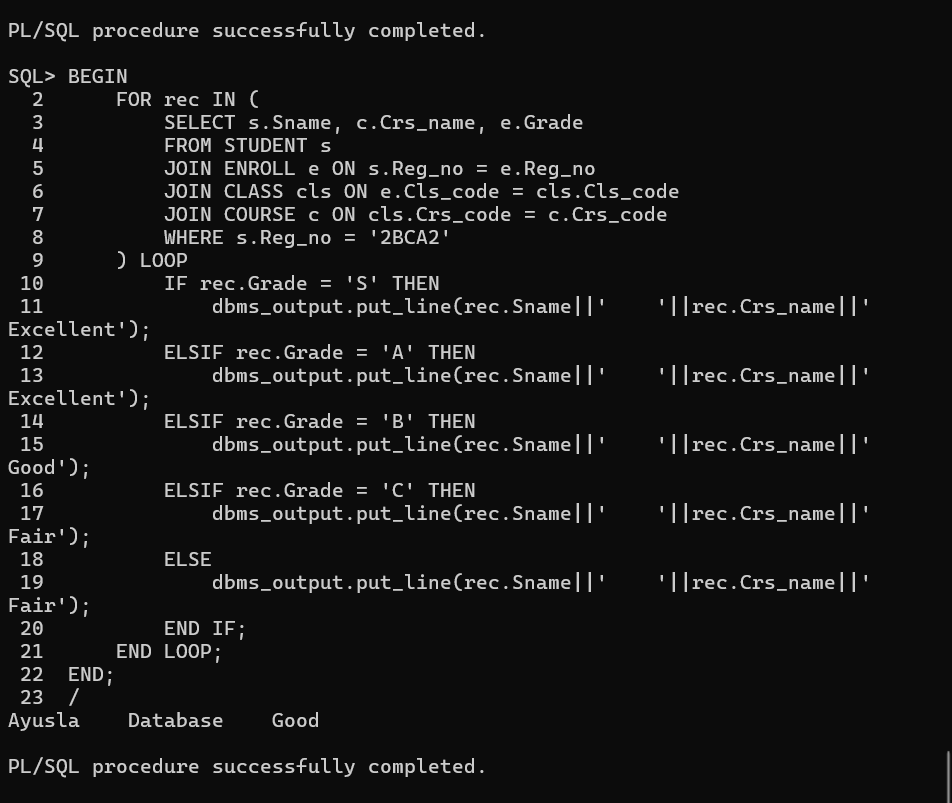 PL/SQL procedure successfully completed.
SQL> BEGIN
  2      FOR rec IN (
  3          SELECT s.Sname, c.Crs_name, e.Grade
  4          FROM STUDENT s
  5          JOIN ENROLL e ON s.Reg_no = e.Reg_no
  6          JOIN CLASS cls ON e.Cls_code = cls.Cls_code
  7          JOIN COURSE c ON cls.Crs_code = c.Crs_code
  8          WHERE s.Reg_no = '2BCA2'
  9      ) LOOP
 10          IF rec.Grade = 'S' THEN
 11              dbms_output.put_line(rec.Sname||'    '||rec.Crs_name||'
Excellent');
 12          ELSIF rec.Grade = 'A' THEN
 13              dbms_output.put_line(rec.Sname||'    '||rec.Crs_name||'
Excellent');
 14          ELSIF rec.Grade = 'B' THEN
 15              dbms_output.put_line(rec.Sname||'    '||rec.Crs_name||'
Good');
 16          ELSIF rec.Grade = 'C' THEN
 17              dbms_output.put_line(rec.Sname||'    '||rec.Crs_name||'
Fair');
 18          ELSE
 19              dbms_output.put_line(rec.Sname||'    '||rec.Crs_name||'
Fair');
 20          END IF;
 21      END LOOP;
 22  END;
 23  /
Ayusla    Database    Good
PL/SQL procedure successfully completed.